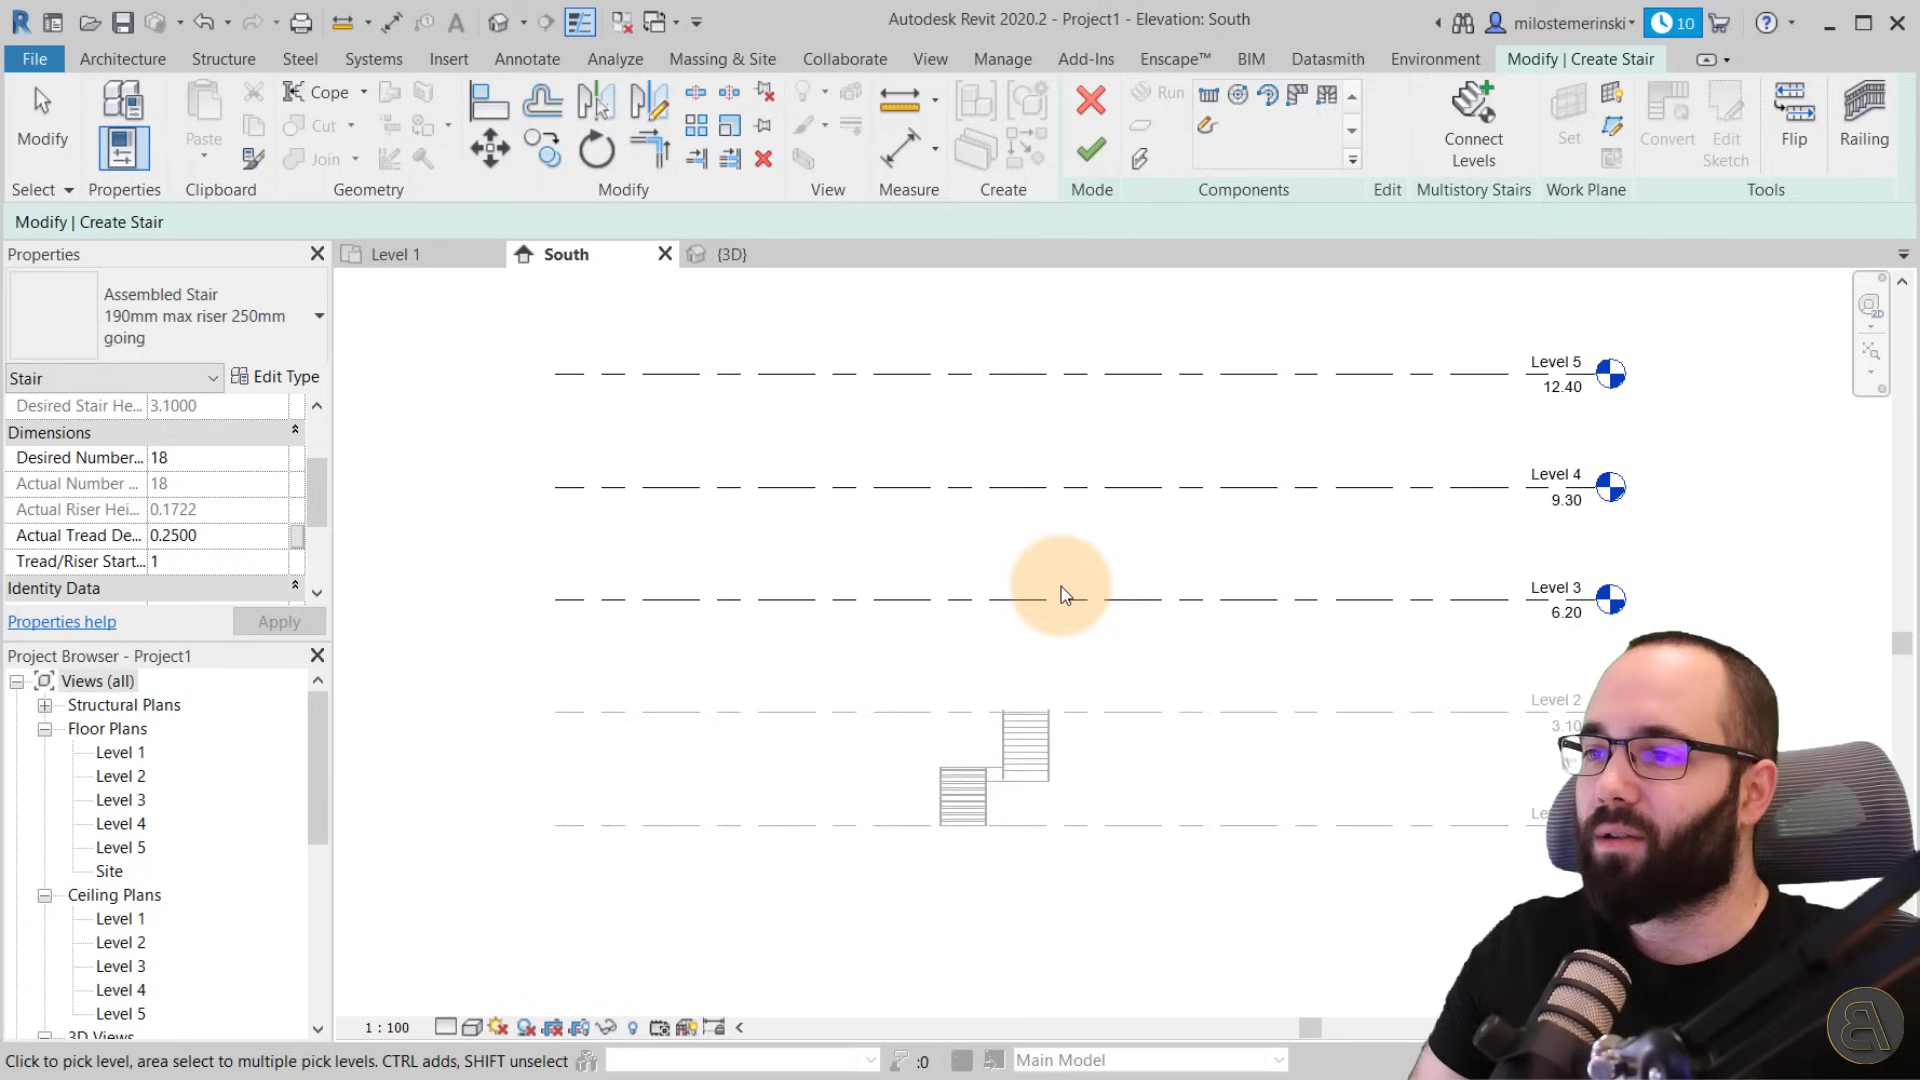 Autodesk Revit 2020.2 - Project1 - Elevation: South
milostemerinski
10
File
Architecture
Structure
Steel
Systems
Insert
Annotate
Analyze
Massing & Site
Collaborate
View
Manage
Add-Ins
Enscape™
BIM
Datasmith
Environment
Modify | Create Stair
Modify
Paste
Cope
Cut
Join
Run
Connect
Levels
Set
Convert
Edit
Sketch
Flip
Railing
Select
Properties
Clipboard
Geometry
Modify
View
Measure
Create
Mode
Components
Edit
Multistory Stairs
Work Plane
Tools
Modify | Create Stair
Properties
Level 1
South
{3D}
Assembled Stair
190mm max riser 250mm
going
Stair
Edit Type
Desired Stair He... 3.1000
Dimensions
Desired Number... 18
Actual Number ... 18
Actual Riser Hei... 0.1722
Actual Tread De... 0.2500
Tread/Riser Start... 1
Identity Data
Properties help
Apply
Project Browser - Project1
Views (all)
Structural Plans
Floor Plans
Level 1
Level 2
Level 3
Level 4
Level 5
Site
Ceiling Plans
Level 1
Level 2
Level 3
Level 4
Level 5
3D Views
2D
Level 5
12.40
Level 4
9.30
Level 3
6.20
Level 2
3.10
1 : 100
Click to pick level, area select to multiple pick levels. CTRL adds, SHIFT unselect
:0
Main Model